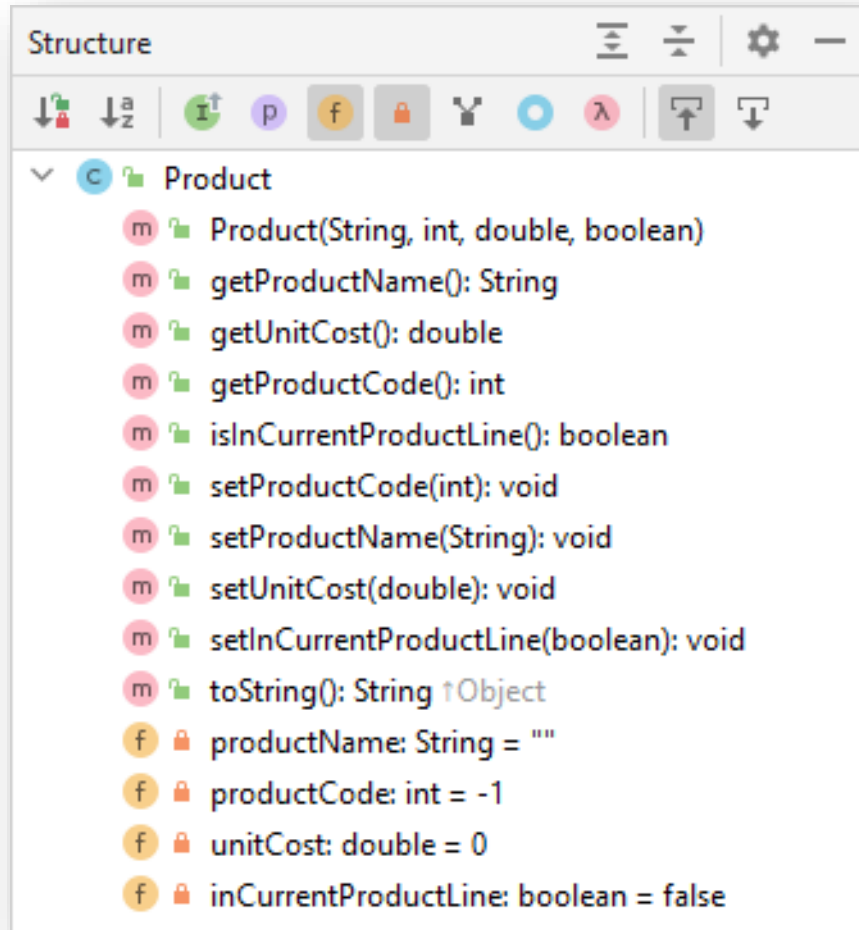 Structure
a z I p f λ
C Product
m Product(String, int, double, boolean)
m getProductName(): String
m getUnitCost(): double
m getProductCode(): int
m isInCurrentProductLine(): boolean
m setProductCode(int): void
m setProductName(String): void
m setUnitCost(double): void
m setInCurrentProductLine(boolean): void
m toString(): String ↑Object
f productName: String = ""
f productCode: int = -1
f unitCost: double = 0
f inCurrentProductLine: boolean = false